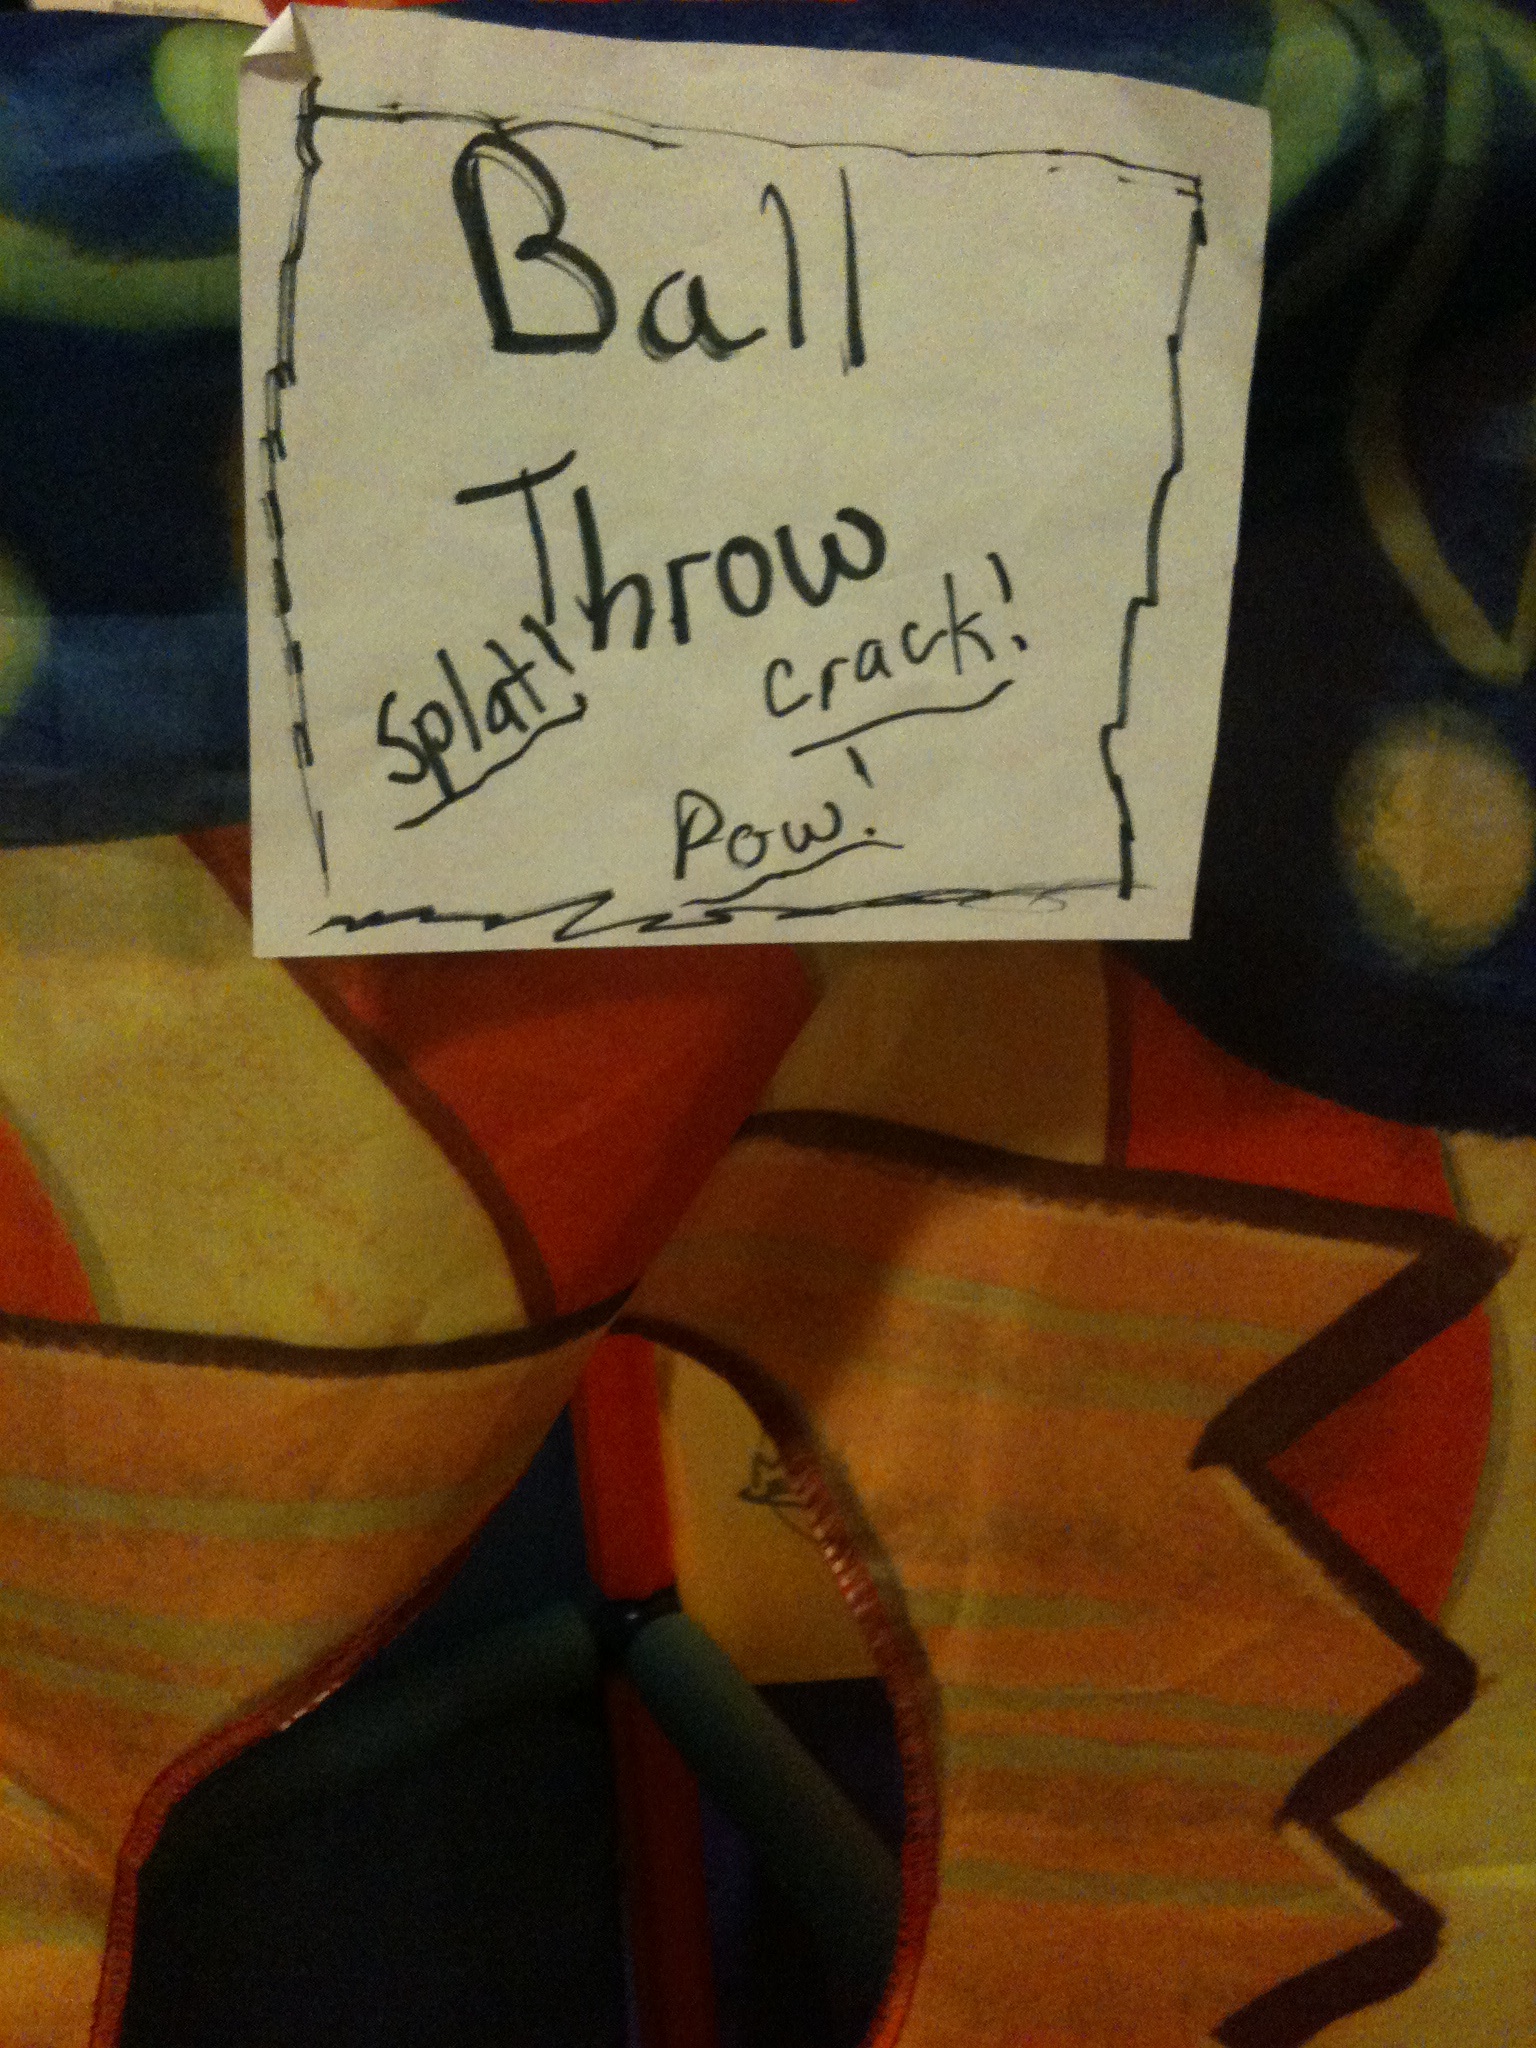 Ball
Throw
Splat!
Crack!
Pow!